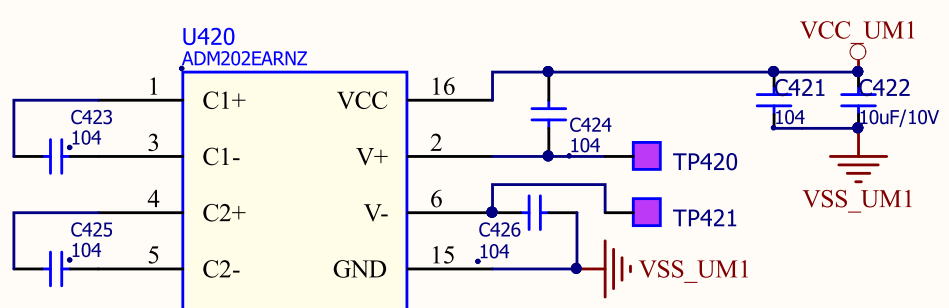 U420
ADM202EARNZ
VCC_UM1
1 C1+ VCC 16
C421
104
C422
10uF/10V
C423
104
3 C1- V+ 2
C424
104
TP420
VSS_UM1
4 C2+ V- 6
TP421
C425
104
C426
104
5 C2- GND 15
VSS_UM1